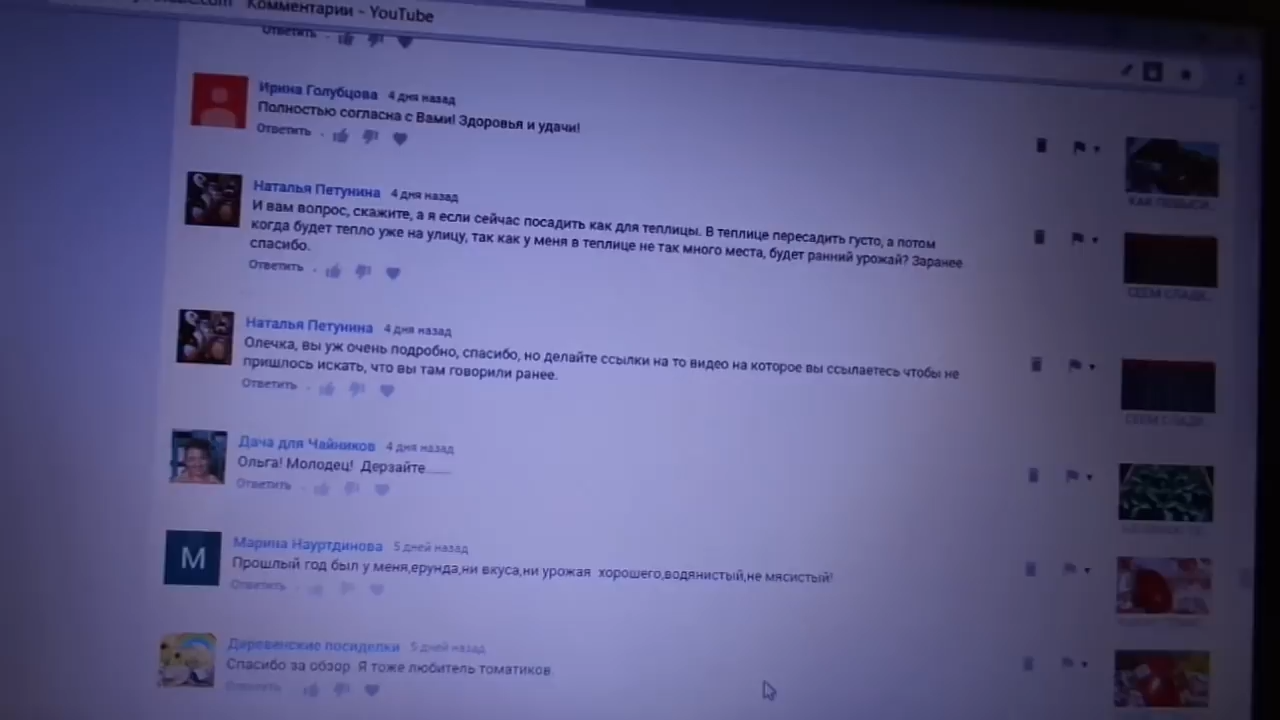 Комментарии - YouTube
Ответить
Ирина Голубцова 4 дня назад
Полностью согласна с Вами! Здоровья и удачи!
Ответить
Наталья Петунина 4 дня назад
И вам вопрос, скажите, а я если сейчас посадить как для теплицы. В теплице пересадить густо, а потом
когда будет тепло уже на улицу, так как у меня в теплице не так много места, будет ранний урожай? Заранее
спасибо.
Ответить
Наталья Петунина 4 дня назад
Олечка, вы уж очень подробно, спасибо, но делайте ссылки на то видео на которое вы ссылаетесь чтобы не
пришлось искать, что вы там говорили ранее.
Ответить
Дача для Чайников 4 дня назад
Ольга! Молодец! Дерзайте.......
Ответить
М
Марина Науртдинова 5 дней назад
Прошлый год был у меня,ерунда,ни вкуса,ни урожая хорошего,водянистый,не мясистый!
Ответить
Деревенские посиделки 5 дней назад
Спасибо за обзор Я тоже любитель томатиков.
Ответить